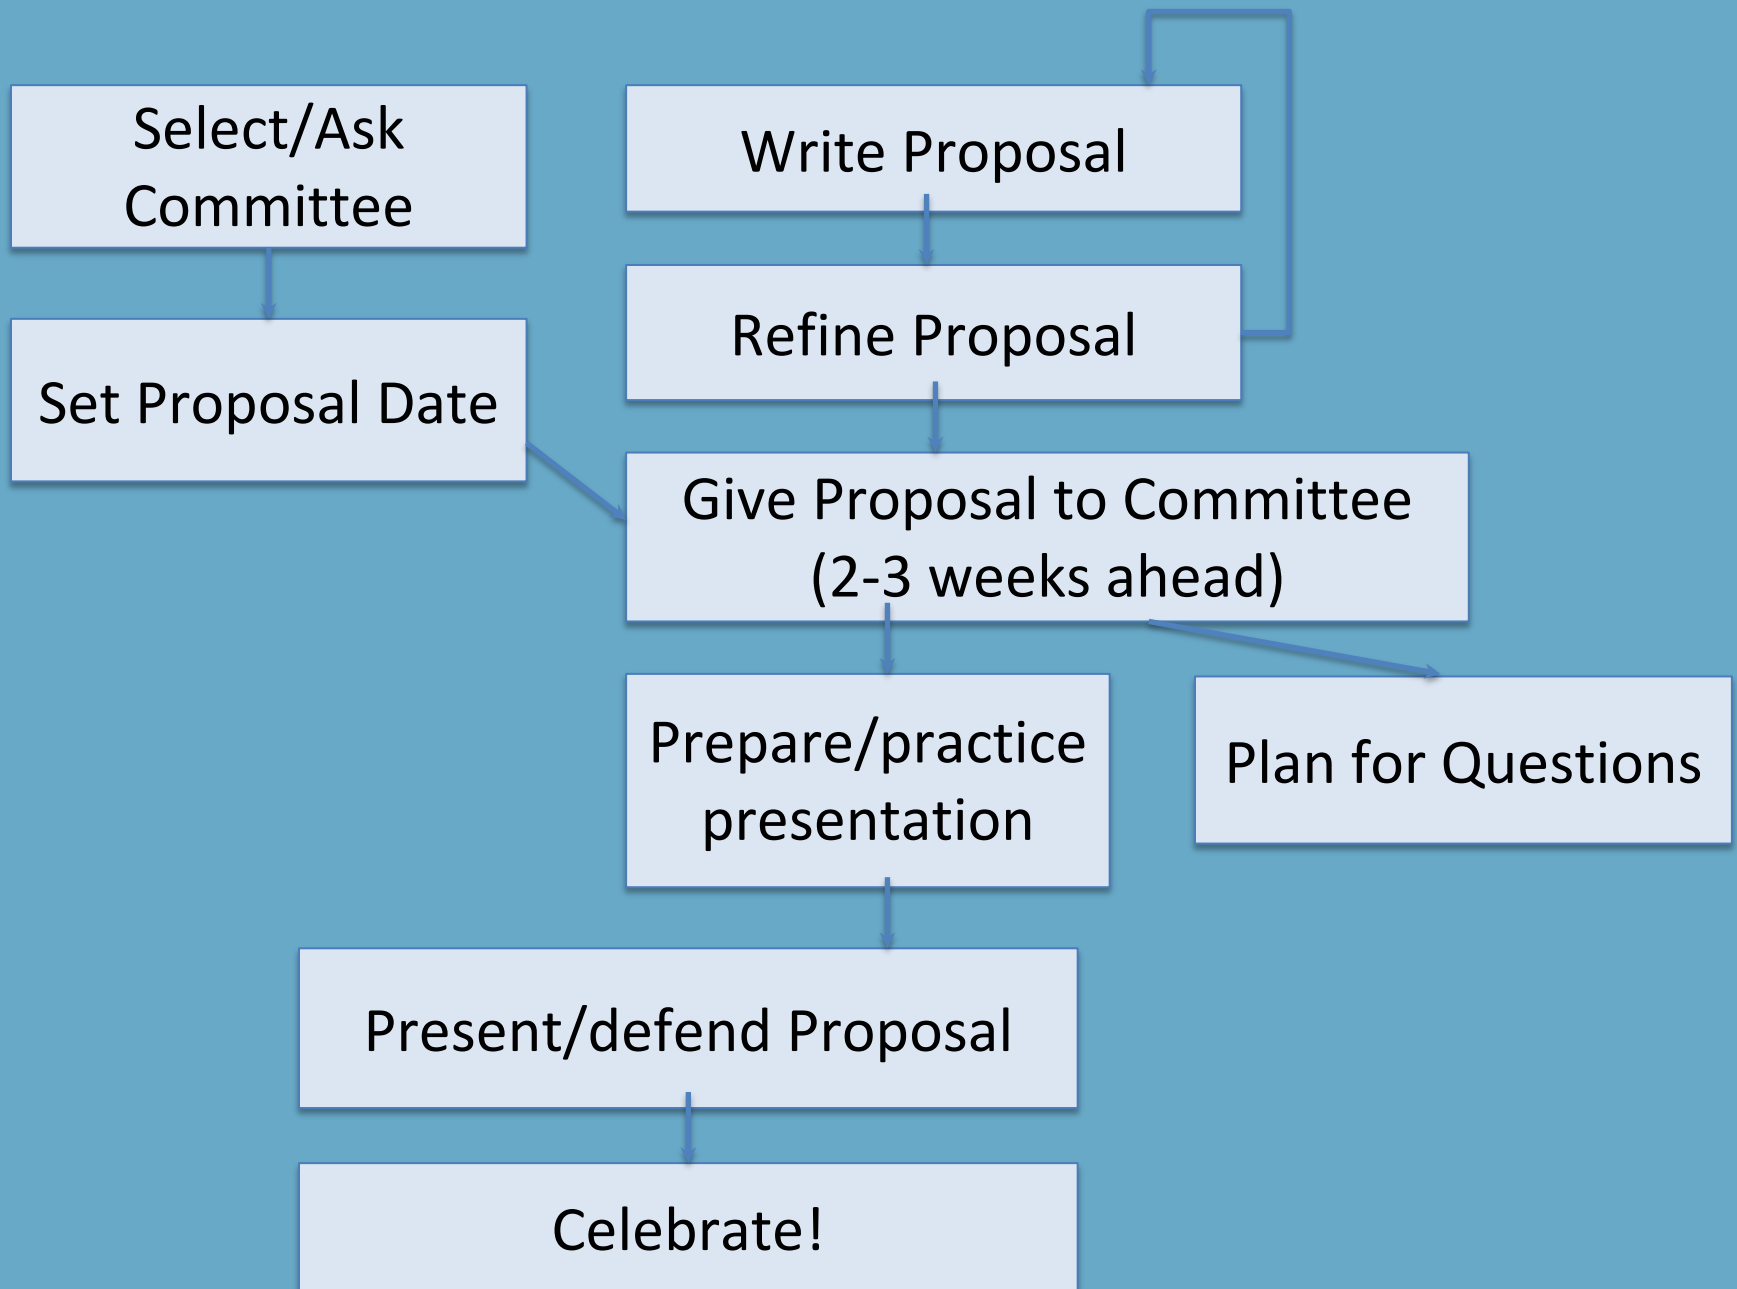 Select/Ask
Committee
Set Proposal Date
Write Proposal
Refine Proposal
Give Proposal to Committee
(2-3 weeks ahead)
Prepare/practice
presentation
Plan for Questions
Present/defend Proposal
Celebrate!